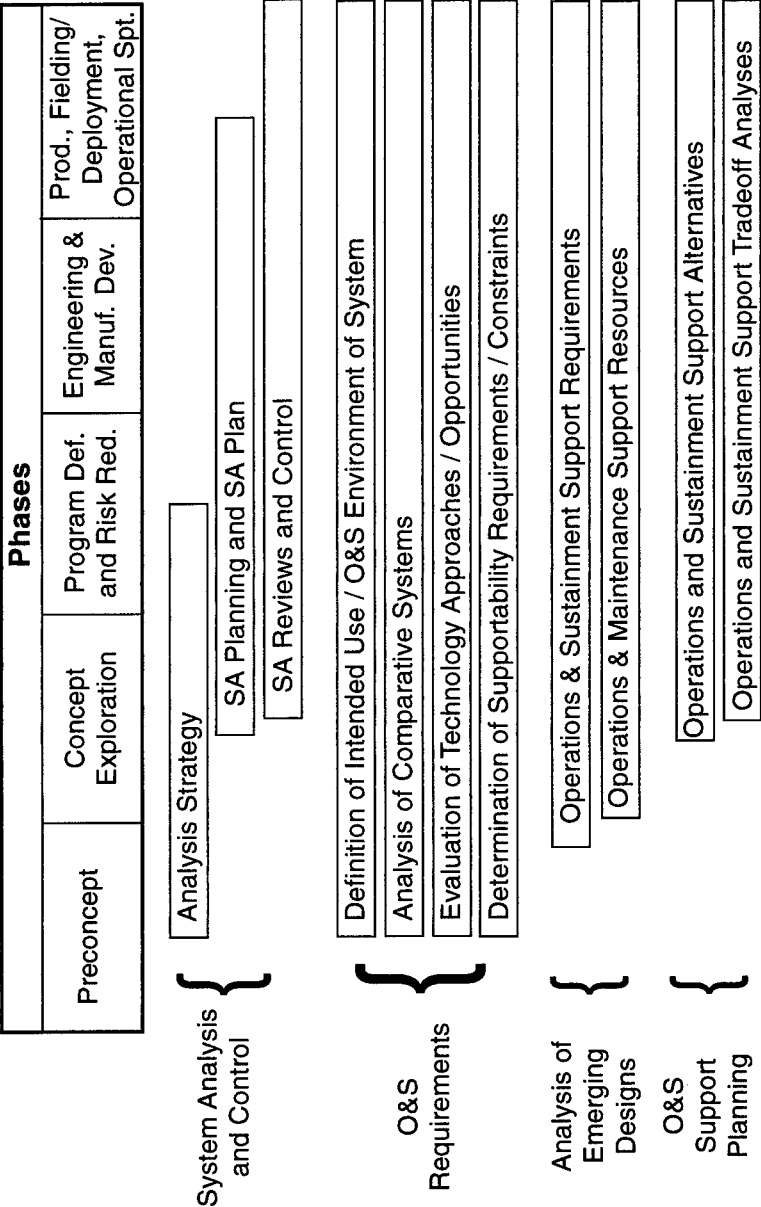 Phases
Preconcept
Concept
Exploration
Program Def.
and Risk Red.
Engineering &
Manuf. Dev.
Prod., Fielding/
Deployment,
Operational Spt.
System Analysis
and Control
Analysis Strategy
SA Planning and SA Plan
SA Reviews and Control
O&S
Requirements
Definition of Intended Use / O&S Environment of System
Analysis of Comparative Systems
Evaluation of Technology Approaches / Opportunities
Determination of Supportability Requirements / Constraints
Analysis of
Emerging
Designs
Operations & Sustainment Support Requirements
Operations & Maintenance Support Resources
O&S
Support
Planning
Operations and Sustainment Support Alternatives
Operations and Sustainment Support Tradeoff Analyses